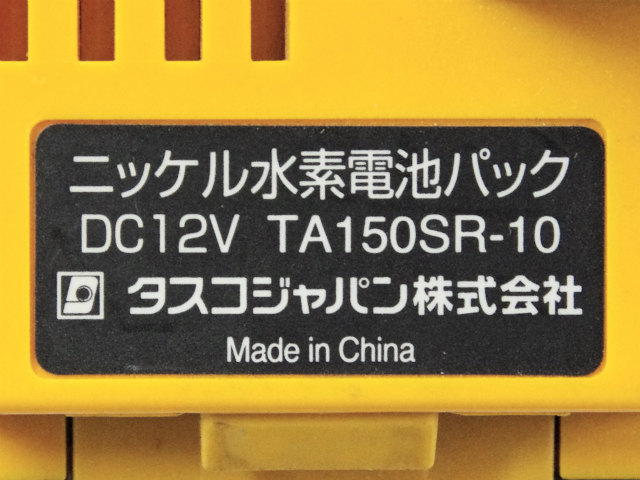 ニッケル水素電池パック
DC12V TA150SR-10
タスコジャパン株式会社
Made in China